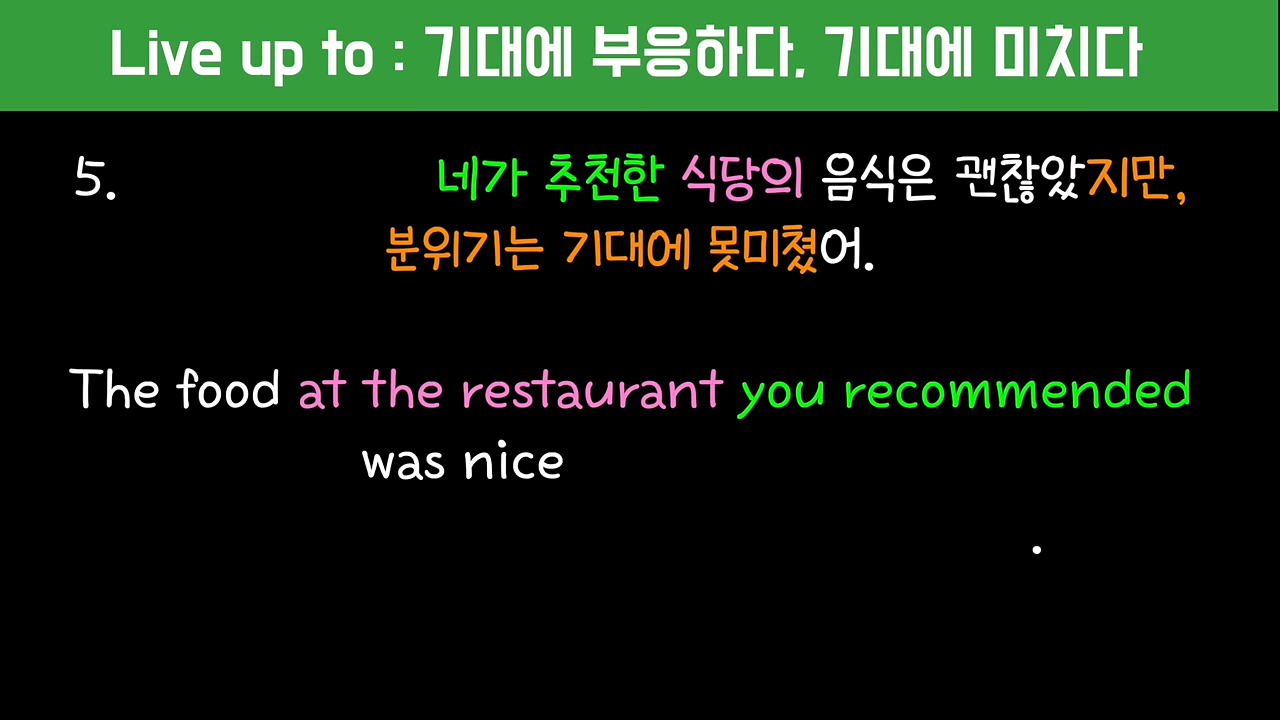 Live up to : 기대에 부응하다, 기대에 미치다
5. 네가 추천한 식당의 음식은 괜찮았지만,
분위기는 기대에 못미쳤어.
The food at the restaurant you recommended
was nice
.